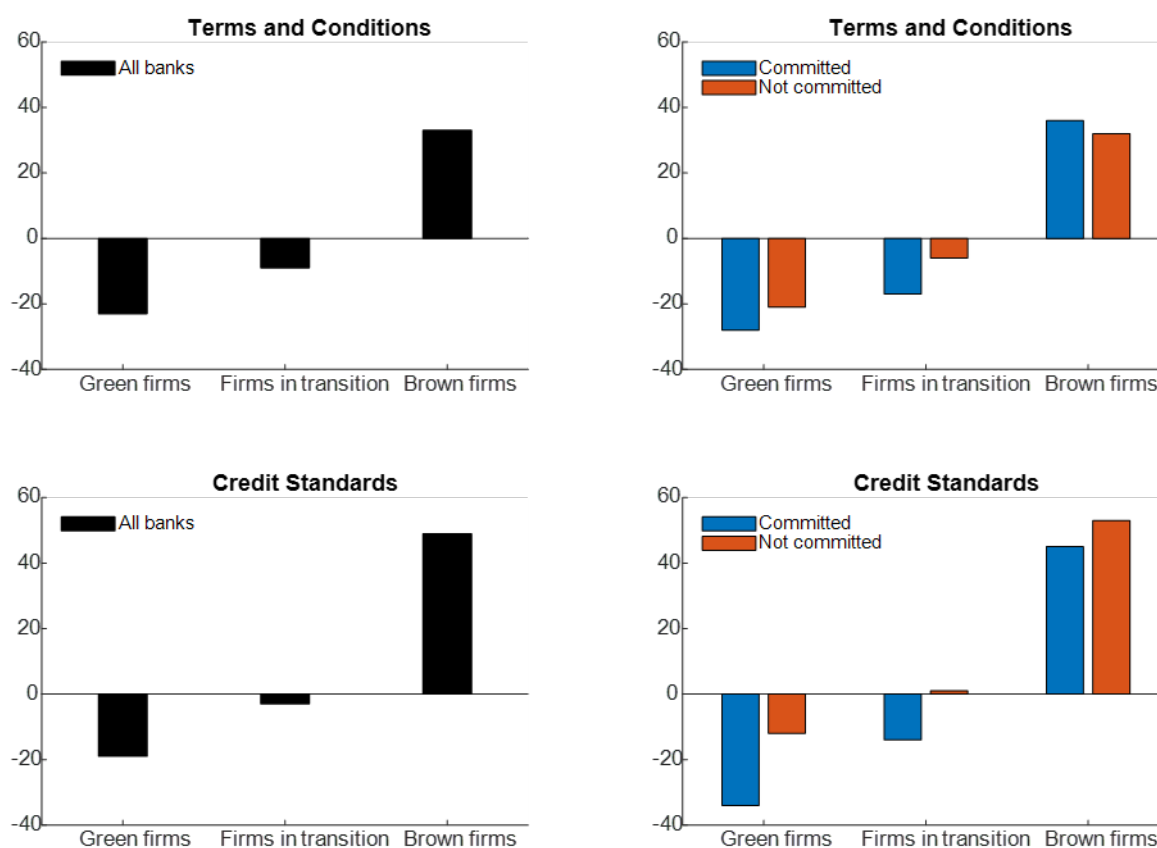 Terms and Conditions
60
40
20
0
-20
-40
All banks
Green firms
Firms in transition
Brown firms
Terms and Conditions
60
40
20
0
-20
-40
Committed
Not committed
Green firms
Firms in transition
Brown firms
Credit Standards
60
40
20
0
-20
-40
All banks
Green firms
Firms in transition
Brown firms
Credit Standards
60
40
20
0
-20
-40
Committed
Not committed
Green firms
Firms in transition
Brown firms